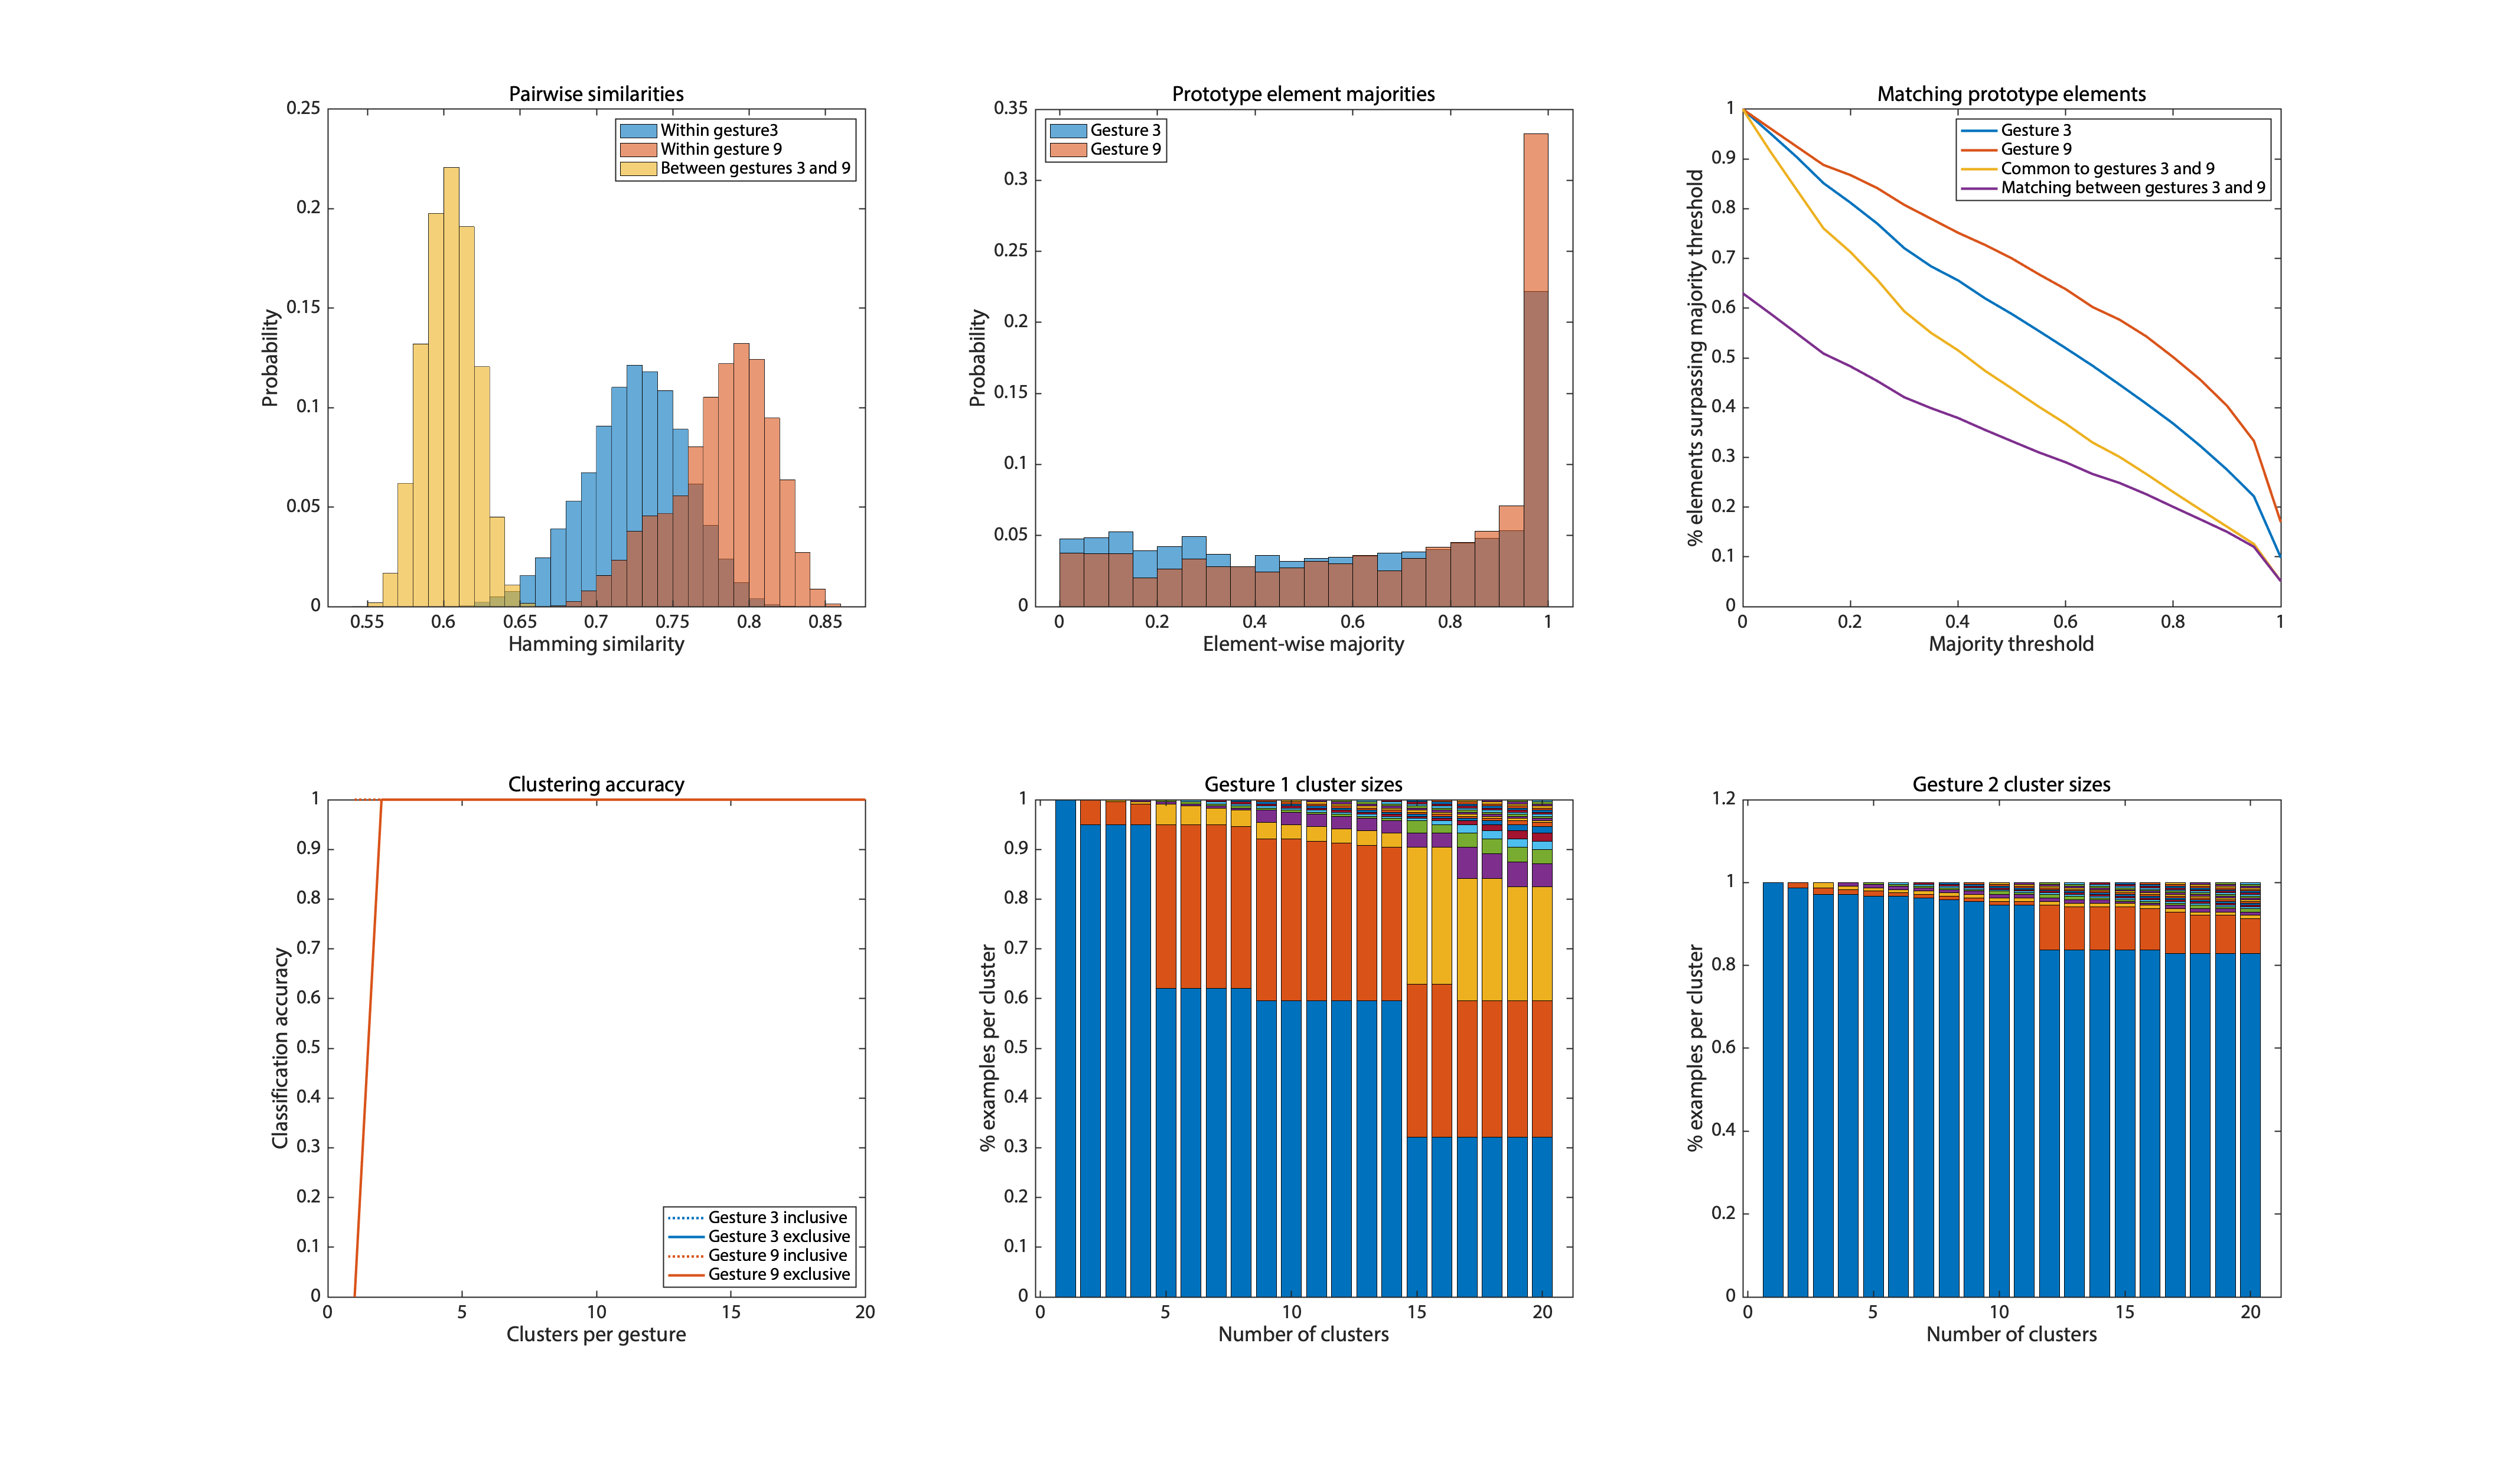 Pairwise similarities
0.25
0.2
0.15
0.1
0.05
0
Probability
Within gesture3
Within gesture 9
Between gestures 3 and 9
0.55 0.6 0.65 0.7 0.75 0.8 0.85
Hamming similarity
Prototype element majorities
0.35
0.3
0.25
0.2
0.15
0.1
0.05
0
Probability
Gesture 3
Gesture 9
0 0.2 0.4 0.6 0.8 1
Element-wise majority
Matching prototype elements
1
0.9
0.8
0.7
0.6
0.5
0.4
0.3
0.2
0.1
0
% elements surpassing majority threshold
Gesture 3
Gesture 9
Common to gestures 3 and 9
Matching between gestures 3 and 9
0 0.2 0.4 0.6 0.8 1
Majority threshold
Clustering accuracy
1
0.9
0.8
0.7
0.6
0.5
0.4
0.3
0.2
0.1
0
Classification accuracy
Gesture 3 inclusive
Gesture 3 exclusive
Gesture 9 inclusive
Gesture 9 exclusive
0 5 10 15 20
Clusters per gesture
Gesture 1 cluster sizes
1
0.9
0.8
0.7
0.6
0.5
0.4
0.3
0.2
0.1
0
% examples per cluster
0 5 10 15 20
Number of clusters
Gesture 2 cluster sizes
1.2
1
0.8
0.6
0.4
0.2
0
% examples per cluster
0 5 10 15 20
Number of clusters